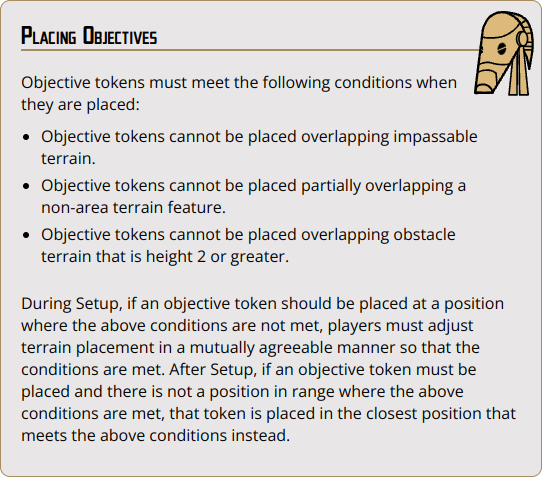 Placing Objectives
Objective tokens must meet the following conditions when
they are placed:
• Objective tokens cannot be placed overlapping impassable
terrain.
• Objective tokens cannot be placed partially overlapping a
non-area terrain feature.
• Objective tokens cannot be placed overlapping obstacle
terrain that is height 2 or greater.
During Setup, if an objective token should be placed at a position
where the above conditions are not met, players must adjust
terrain placement in a mutually agreeable manner so that the
conditions are met. After Setup, if an objective token must be
placed and there is not a position in range where the above
conditions are met, that token is placed in the closest position that
meets the above conditions instead.